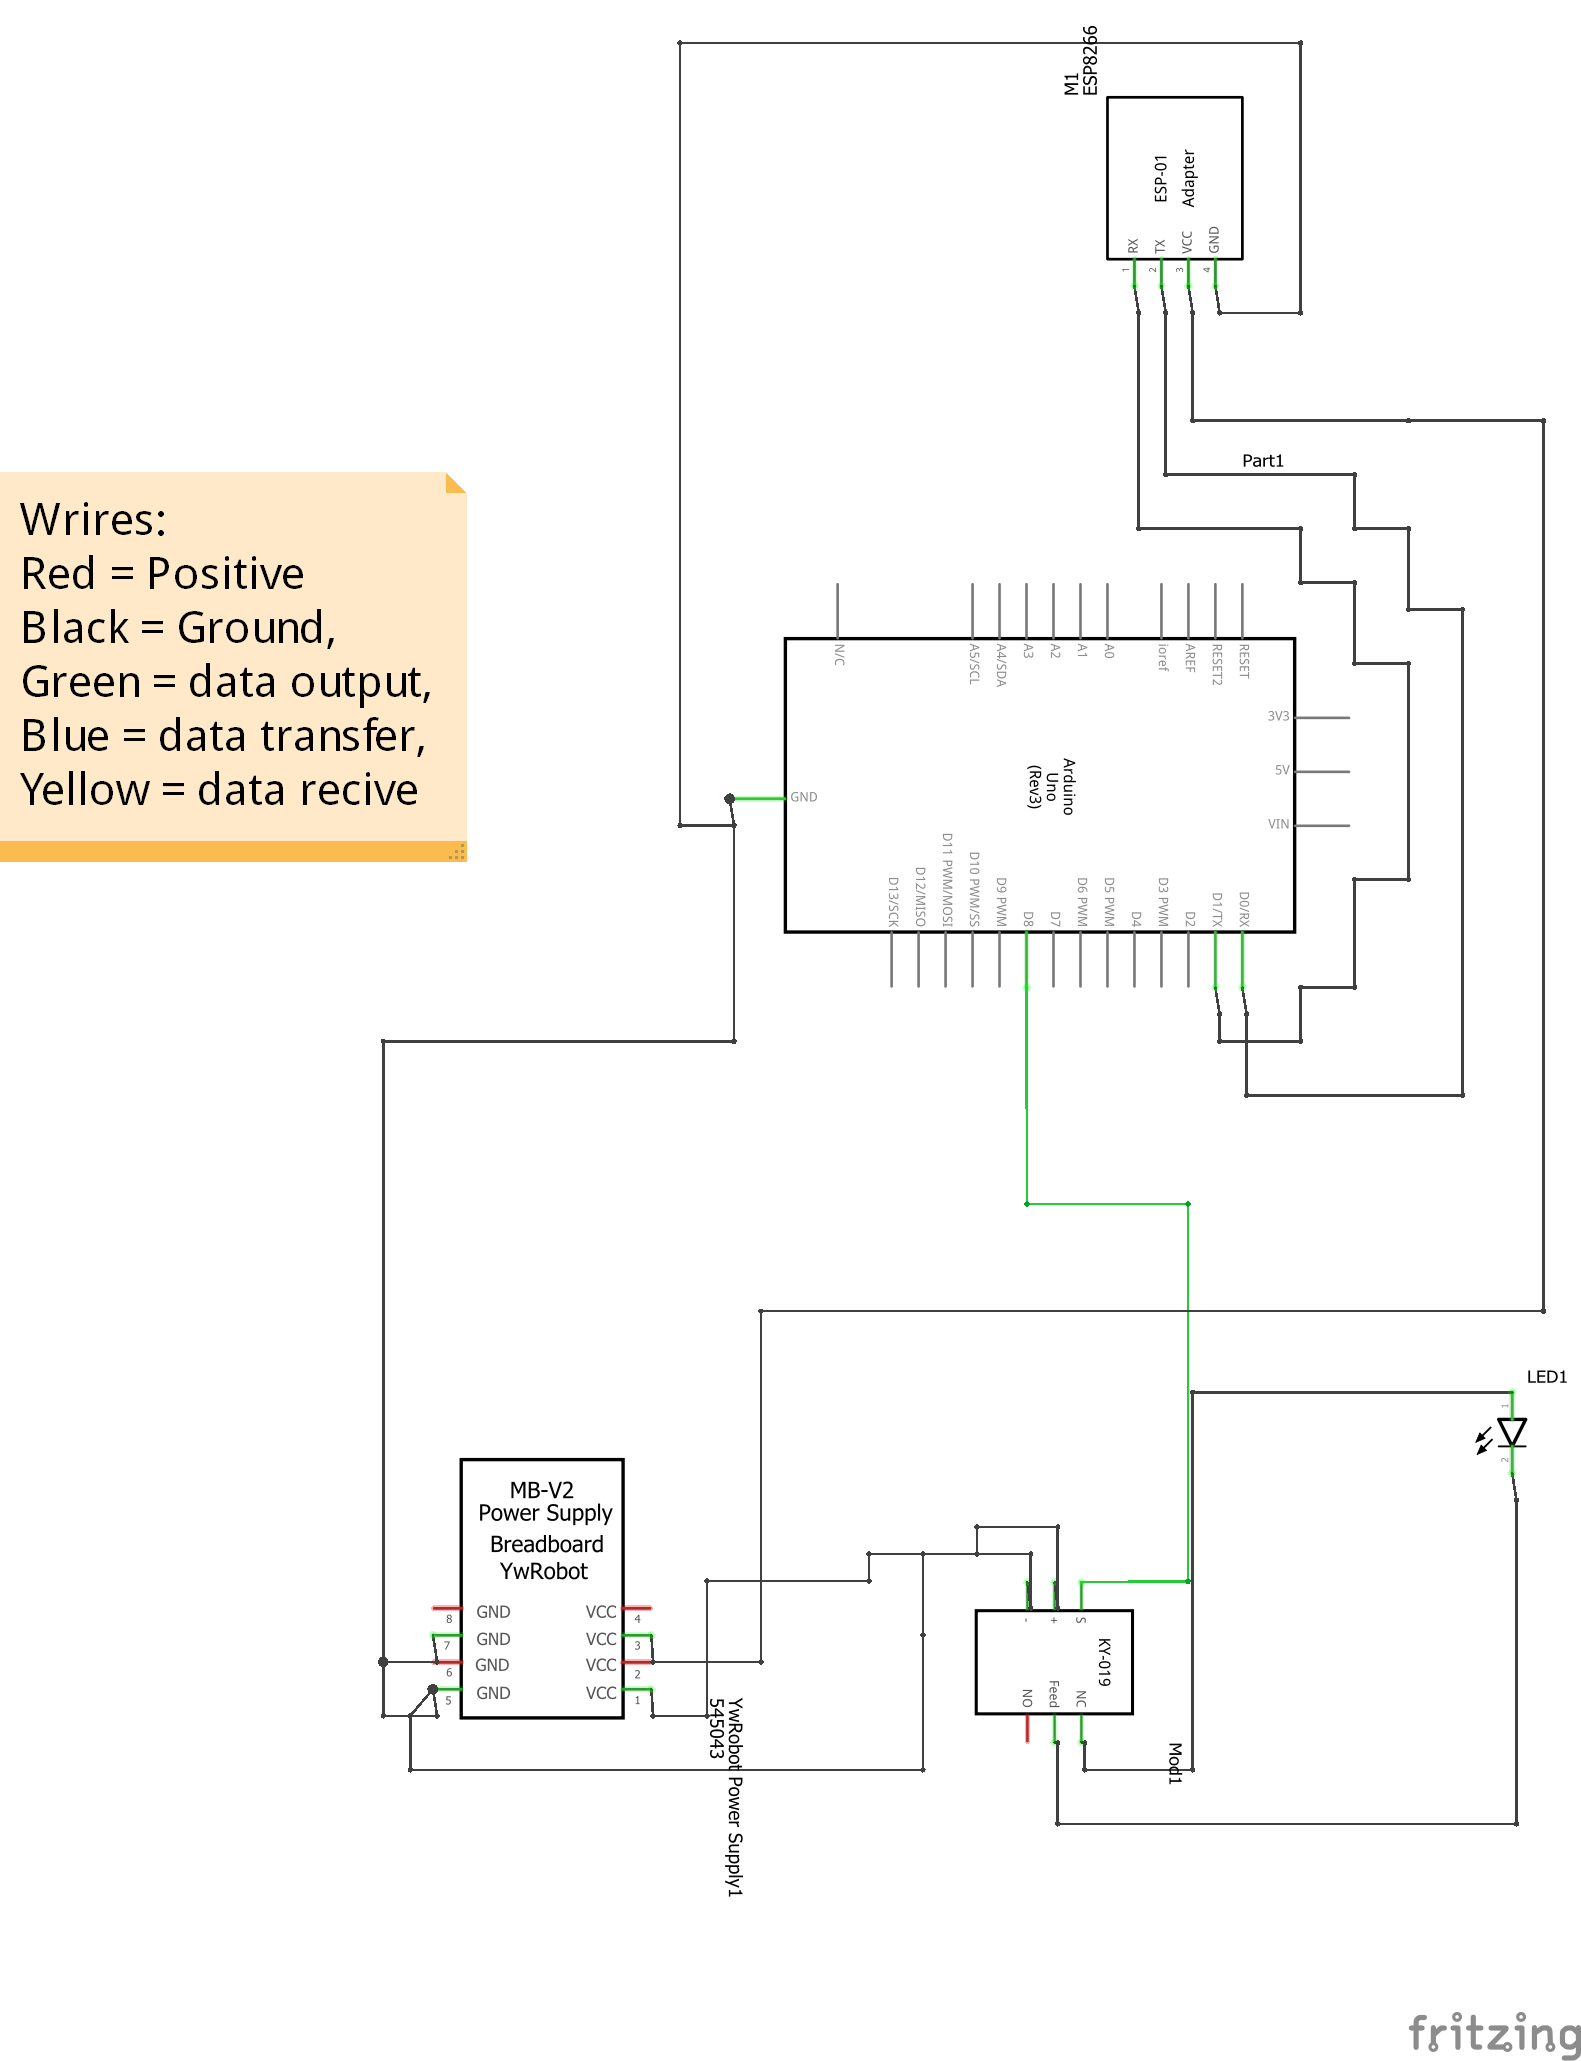 M1
ESP8266
ESP-01
Adapter
RX
TX
VCC
GND
1
2
3
4
Part1
Wrires:
Red = Positive
Black = Ground,
Green = data output,
Blue = data transfer,
Yellow = data recive
N/C
A5/SCL
A4/SDA
A3
A2
A1
A0
ioref
AREF
RESET2
RESET
3V3
5V
VIN
GND
Arduino
Uno
(Rev3)
D13/SCK
D12/MISO
D11 PWM/MOSI
D10 PWM/SS
D9 PWM
D8
D7
D6 PWM
D5 PWM
D4
D3 PWM
D2
D1/TX
D0/RX
LED1
1
2
MB-V2
Power Supply
Breadboard
YwRobot
8 GND VCC 4
7 GND VCC 3
6 GND VCC 2
5 GND VCC 1
YwRobot Power Supply1
545043
- + S
KY-019
NO
Feed
NC
Mod1
fritzing